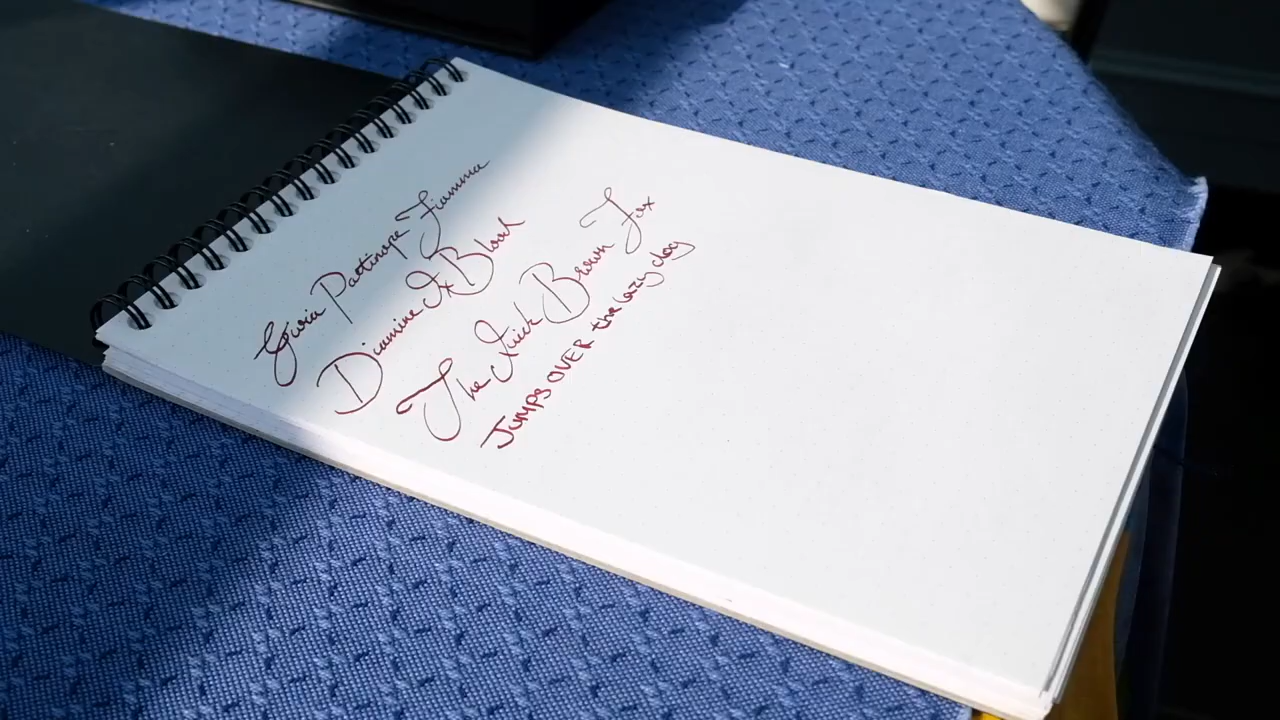 Gioia Partenope Fiamma
Diamine Ox Blood
The Quick Brown Fox
Jumps OVER the lazy dog